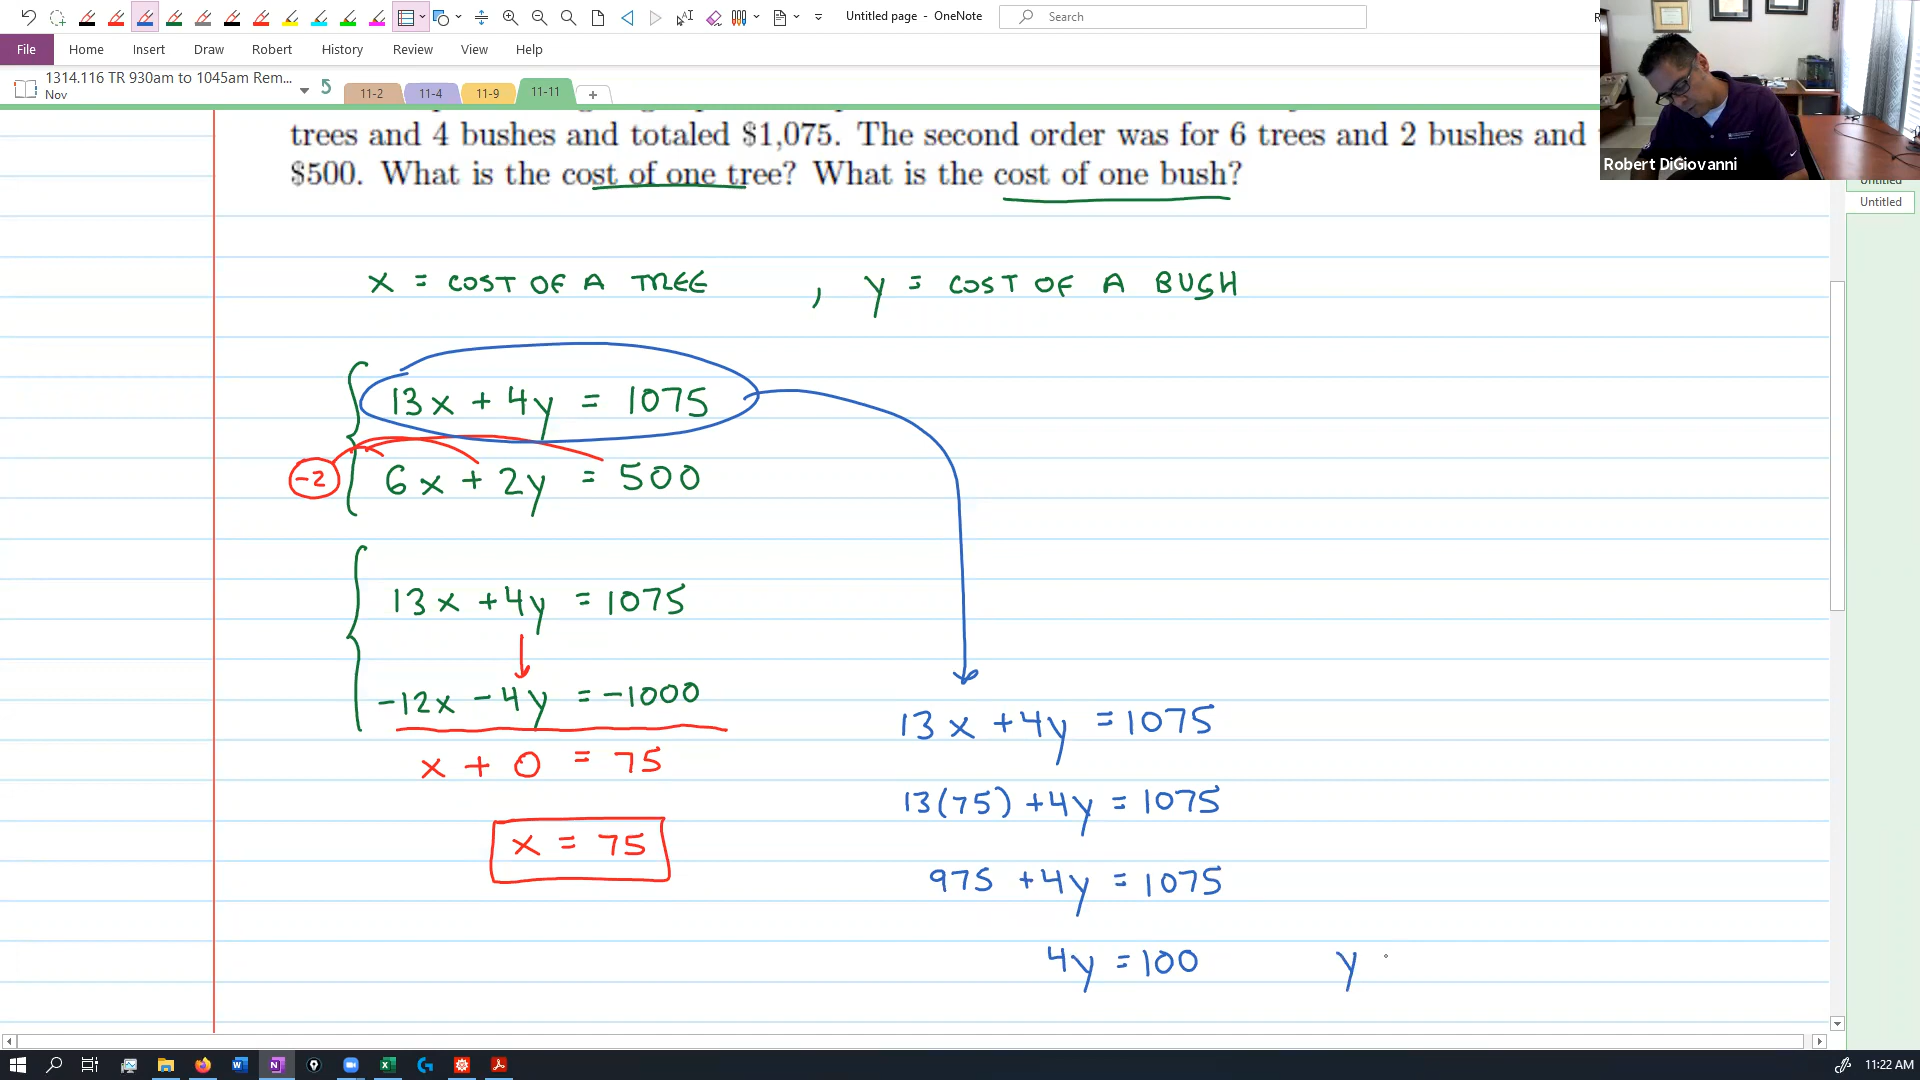 Untitled page - OneNote
Search
File Home Insert Draw Robert History Review View Help
1314.116 TR 930am to 1045am Rem...
Nov
11-2 11-4 11-9 11-11
trees and 4 bushes and totaled $1,075. The second order was for 6 trees and 2 bushes and
$500. What is the cost of one tree? What is the cost of one bush?
Robert DiGiovanni
Untitled
Untitled
x = COST OF A TREE , y = COST OF A BUSH
13x + 4y = 1075
-2 6x + 2y = 500
13x + 4y = 1075
-12x - 4y = -1000
x + 0 = 75
x = 75
13x + 4y = 1075
13(75) + 4y = 1075
975 + 4y = 1075
4y = 100 y
11:22 AM